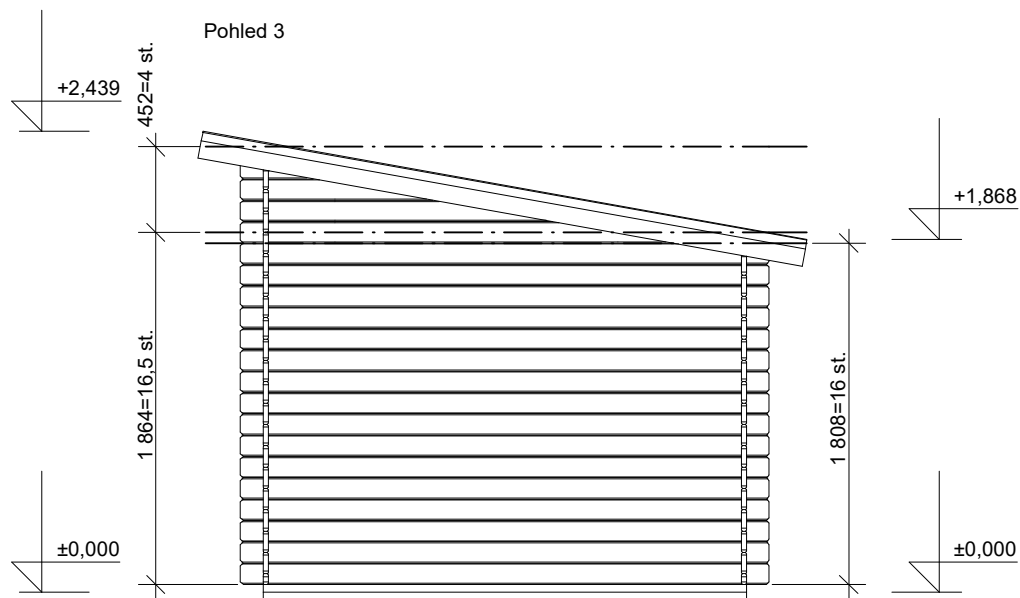 Pohled 3
+2,439
452=4 st.
+1,868
1 864=16,5 st.
1 808=16 st.
±0,000
±0,000